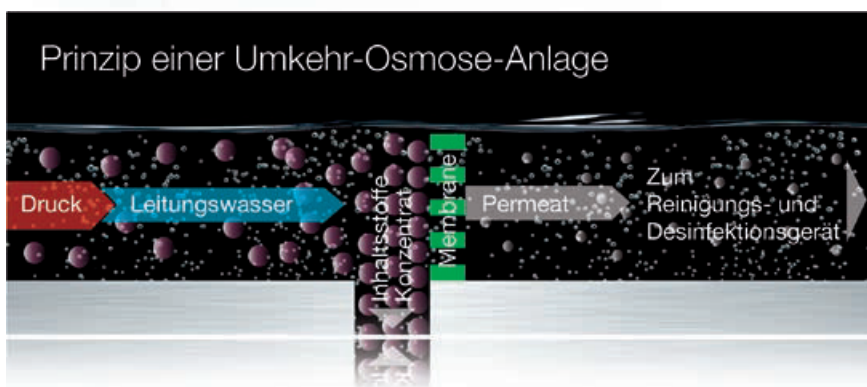 Prinzip einer Umkehr-Osmose-Anlage
Druck
Leitungswasser
Inhaltsstoffe
Konzentrat
Membrane
Permeat
Zum
Reinigungs- und
Desinfektionsgerät